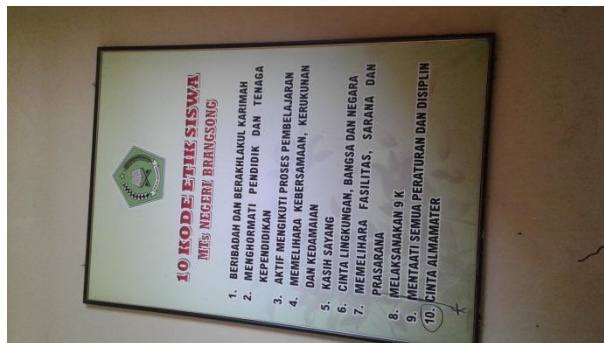 10 KODE ETIK SISWA
MTs NEGERI BRANGSONG
1. BERIBADAH DAN BERAKHLAKUL KARIMAH
2. MENGHORMATI PENDIDIK DAN TENAGA
KEPENDIDIKAN
3. AKTIF MENGIKUTI PROSES PEMBELAJARAN
4. MEMELIHARA KEBERSAMAAN, KERUKUNAN
DAN KEDAMAIAN
5. KASIH SAYANG
6. CINTA LINGKUNGAN, BANGSA DAN NEGARA
7. MEMELIHARA FASILITAS, SARANA DAN
PRASARANA
8. MELAKSANAKAN 9 K
9. MENTAATI SEMUA PERATURAN DAN DISIPLIN
10. CINTA ALMAMATER